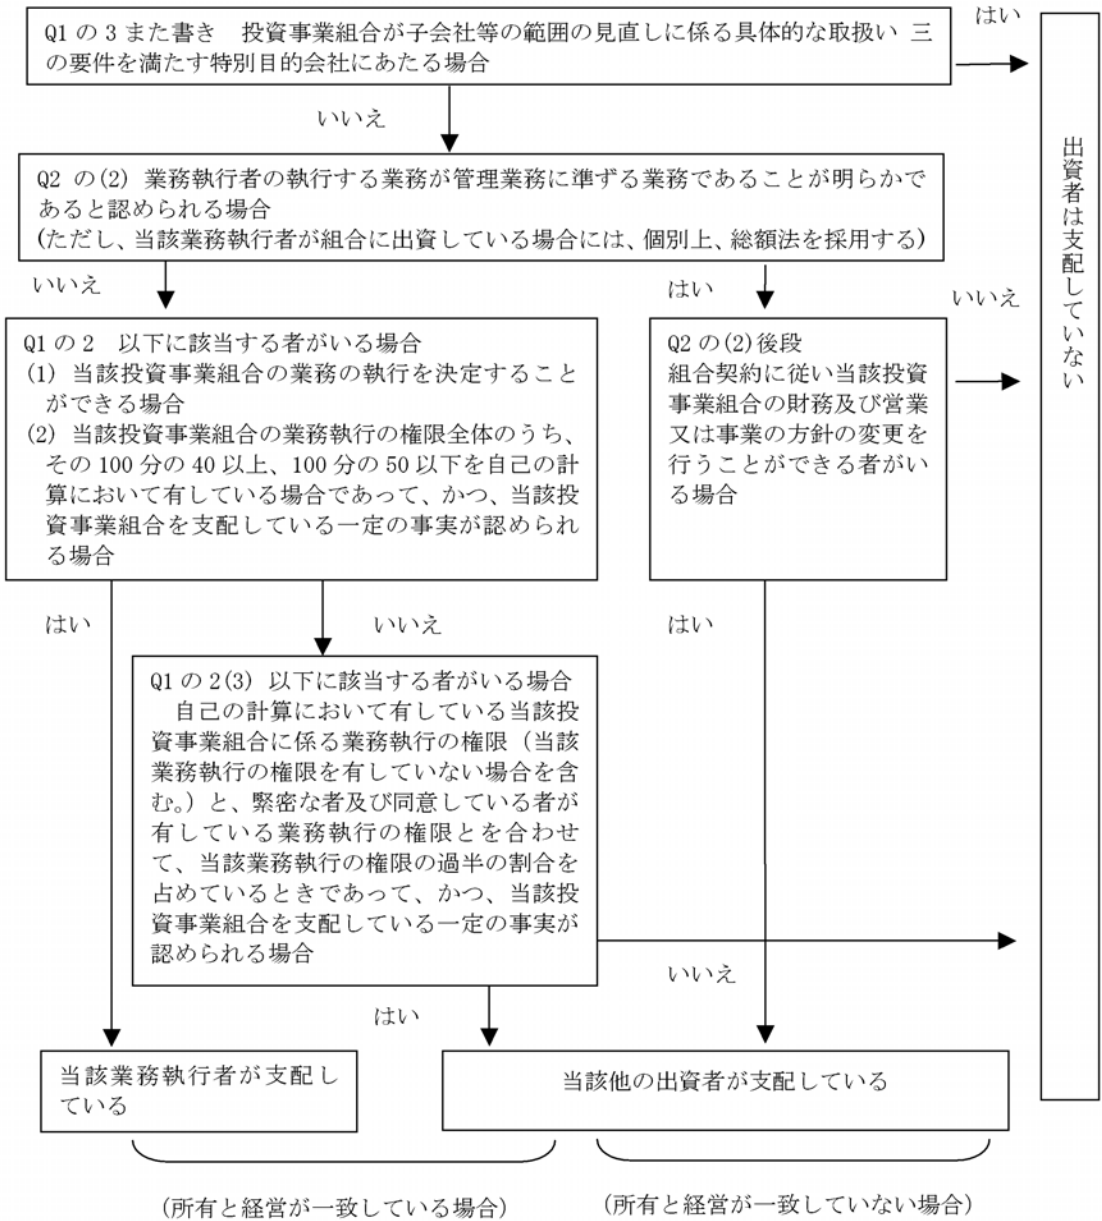 Q1の3また書き　投資事業組合が子会社等の範囲の見直しに係る具体的な取扱い 三
の要件を満たす特別目的会社にあたる場合
はい
いいえ
Q2 の(2) 業務執行者の執行する業務が管理業務に準ずる業務であることが明らかで
あると認められる場合
(ただし、当該業務執行者が組合に出資している場合には、個別上、総額法を採用する)
いいえ
はい
いいえ
出資者は支配していない
Q1の2　以下に該当する者がいる場合
(1) 当該投資事業組合の業務の執行を決定すること
ができる場合
(2) 当該投資事業組合の業務執行の権限全体のうち、
その100分の40以上、100分の50以下を自己の計
算において有している場合であって、かつ、当該投
資事業組合を支配している一定の事実が認められ
る場合
Q2の(2)後段
組合契約に従い当該投資
事業組合の財務及び営業
又は事業の方針の変更を
行うことができる者がい
る場合
はい
いいえ
はい
Q1の2(3) 以下に該当する者がいる場合
自己の計算において有している当該投
資事業組合に係る業務執行の権限（当該
業務執行の権限を有していない場合を含
む。）と、緊密な者及び同意している者が
有している業務執行の権限とを合わせ
て、当該業務執行の権限の過半の割合を
占めているときであって、かつ、当該投
資事業組合を支配している一定の事実が
認められる場合
いいえ
はい
当該業務執行者が支配し
ている
当該他の出資者が支配している
（所有と経営が一致している場合）
（所有と経営が一致していない場合）